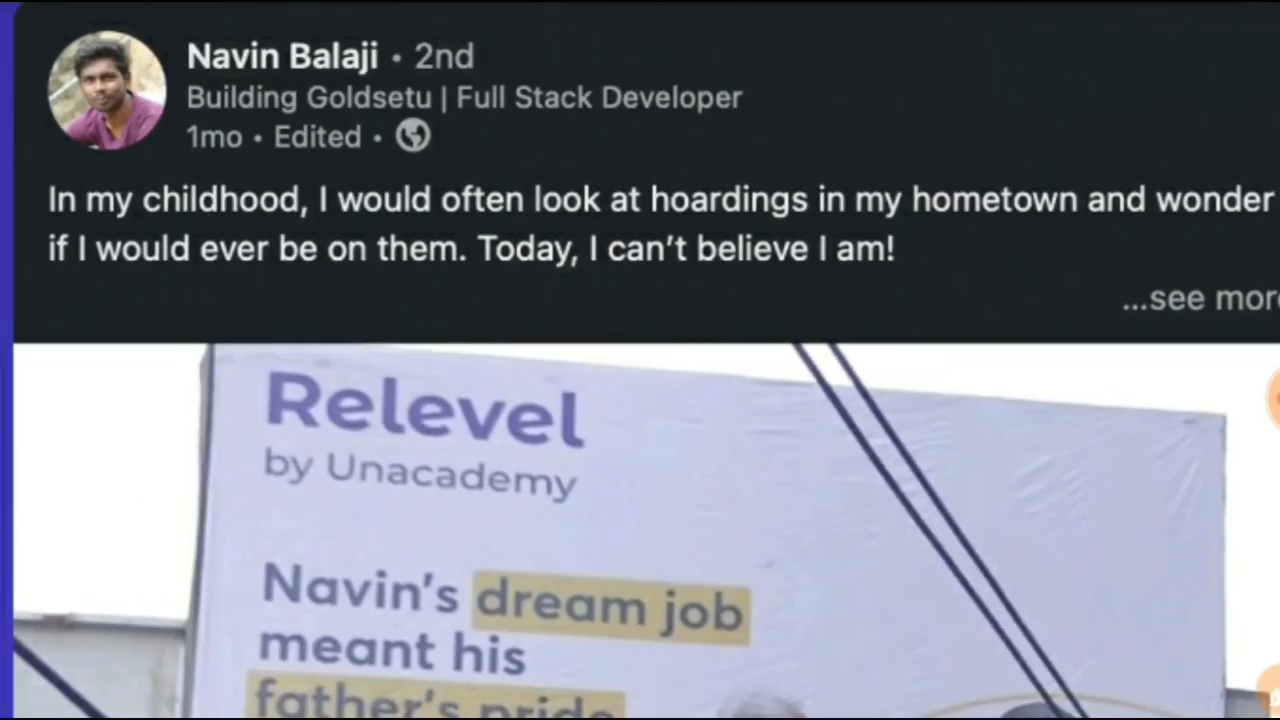 Navin Balaji • 2nd
Building Goldsetu | Full Stack Developer
1mo • Edited •
In my childhood, I would often look at hoardings in my hometown and wonder
if I would ever be on them. Today, I can't believe I am!
...see more
Relevel
by Unacademy
Navin's dream job
meant his
father's pride